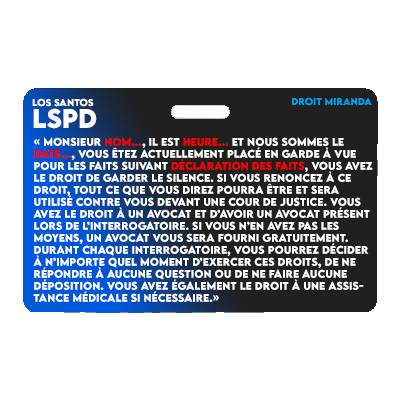 LOS SANTOS
LSPD
DROIT MIRANDA
« MONSIEUR NOM..., IL EST HEURE... ET NOUS SOMMES LE
DATE..., VOUS ÊTEZ ACTUELLEMENT PLACÉ EN GARDE À VUE
POUR LES FAITS SUIVANT DÉCLARATION DES FAITS, VOUS AVEZ
LE DROIT DE GARDER LE SILENCE. SI VOUS RENONCEZ À CE
DROIT, TOUT CE QUE VOUS DIREZ POURRA ÊTRE ET SERA
UTILISÉ CONTRE VOUS DEVANT UNE COUR DE JUSTICE. VOUS
AVEZ LE DROIT À UN AVOCAT ET D'AVOIR UN AVOCAT PRÉSENT
LORS DE L'INTERROGATOIRE. SI VOUS N'EN AVEZ PAS LES
MOYENS, UN AVOCAT VOUS SERA FOURNI GRATUITEMENT.
DURANT CHAQUE INTERROGATOIRE, VOUS POURREZ DÉCIDER
À N'IMPORTE QUEL MOMENT D'EXERCER CES DROITS, DE NE
RÉPONDRE À AUCUNE QUESTION OU DE NE FAIRE AUCUNE
DÉPOSITION. VOUS AVEZ ÉGALEMENT LE DROIT À UNE ASSIS-
TANCE MÉDICALE SI NÉCESSAIRE.»